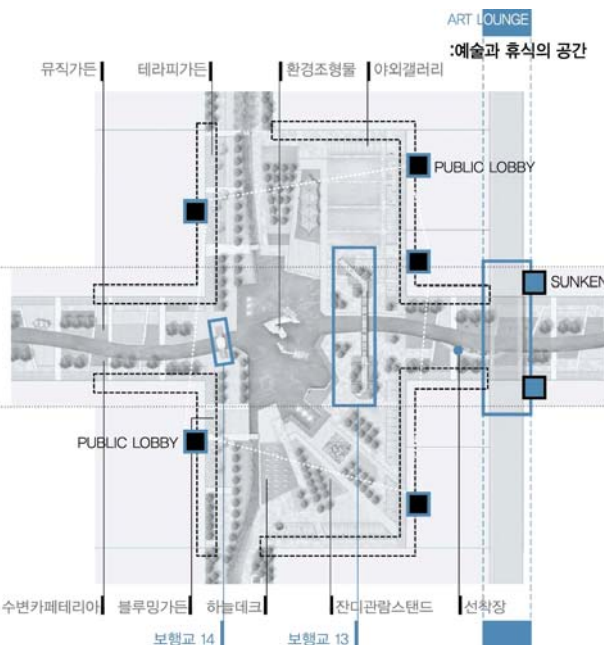 ART LOUNGE
:예술과 휴식의 공간
뮤직가든
테라피가든
환경조형물
야외갤러리
PUBLIC LOBBY
SUNKEN
PUBLIC LOBBY
수변카페테리아
블루밍가든
하늘데크
잔디관람스탠드
선착장
보행교 14
보행교 13